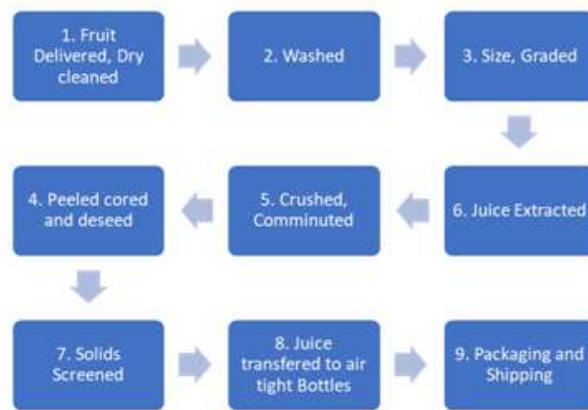 1. Fruit
Delivered, Dry
cleaned
2. Washed
3. Size, Graded
4. Peeled cored
and deseed
5. Crushed,
Comminuted
6. Juice Extracted
7. Solids
Screened
8. Juice
transfered to air
tight Bottles
9. Packaging and
Shipping